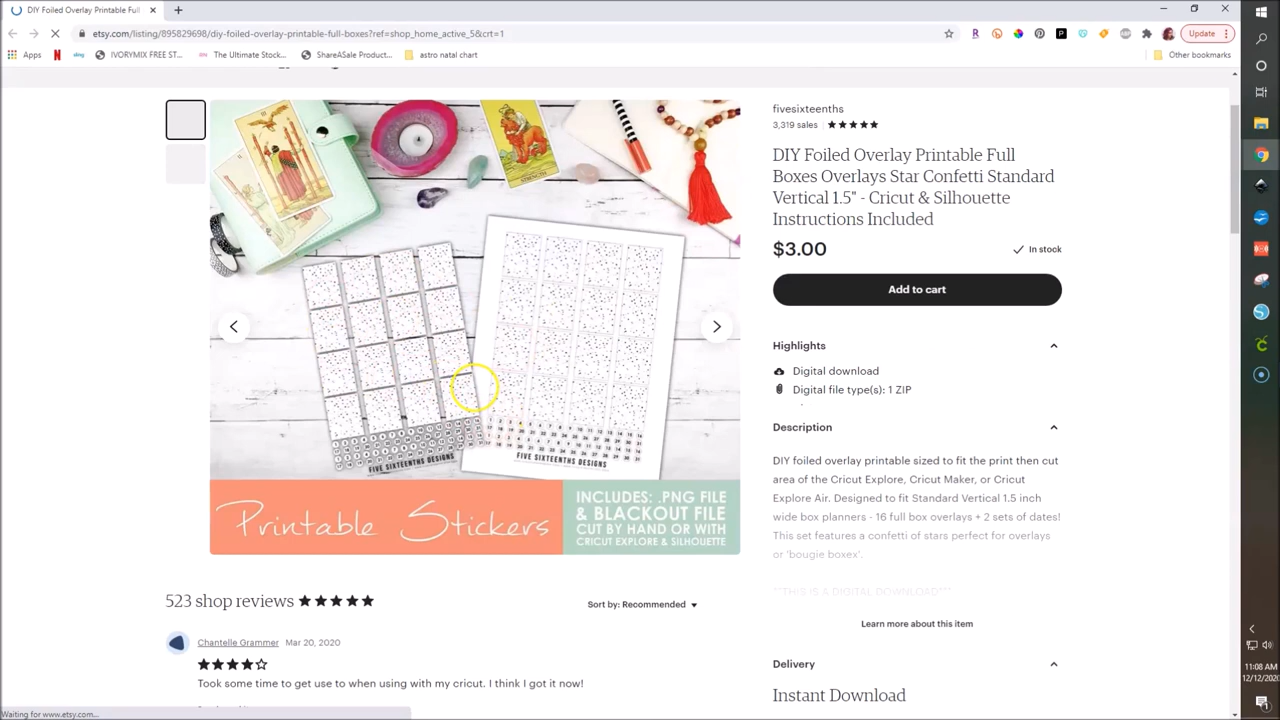 DIY Foiled Overlay Printable Full
etsy.com/listing/895829698/diy-foiled-overlay-printable-full-boxes?ref=shop_home_active_5&crt=1
Update
Apps
IVORYMIX FREE ST...
The Ultimate Stock...
ShareASale Product...
astro natal chart
Other bookmarks
fivesixteenths
3,319 sales
DIY Foiled Overlay Printable Full
Boxes Overlays Star Confetti Standard
Vertical 1.5" - Cricut & Silhouette
Instructions Included
$3.00
In stock
Add to cart
Highlights
Digital download
Digital file type(s): 1 ZIP
Description
DIY foiled overlay printable sized to fit the print then cut
area of the Cricut Explore, Cricut Maker, or Cricut
Explore Air. Designed to fit Standard Vertical 1.5 inch
wide box planners - 16 full box overlays + 2 sets of dates!
This set features a confetti of stars perfect for overlays
or 'bougie boxex'.
***THIS IS A DIGITAL DOWNLOAD***
Learn more about this item
Delivery
Instant Download
STRENGTH
FIVE SIXTEENTHS DESIGNS
FIVE SIXTEENTHS DESIGNS
Printable Stickers
INCLUDES: .PNG FILE
& BLACKOUT FILE
CUT BY HAND OR WITH
CRICUT EXPLORE & SILHOUETTE
523 shop reviews
Sort by: Recommended
Chantelle Grammer Mar 20, 2020
Took some time to get use to when using with my cricut. I think I got it now!
Waiting for www.etsy.com...
11:08 AM
12/12/2020